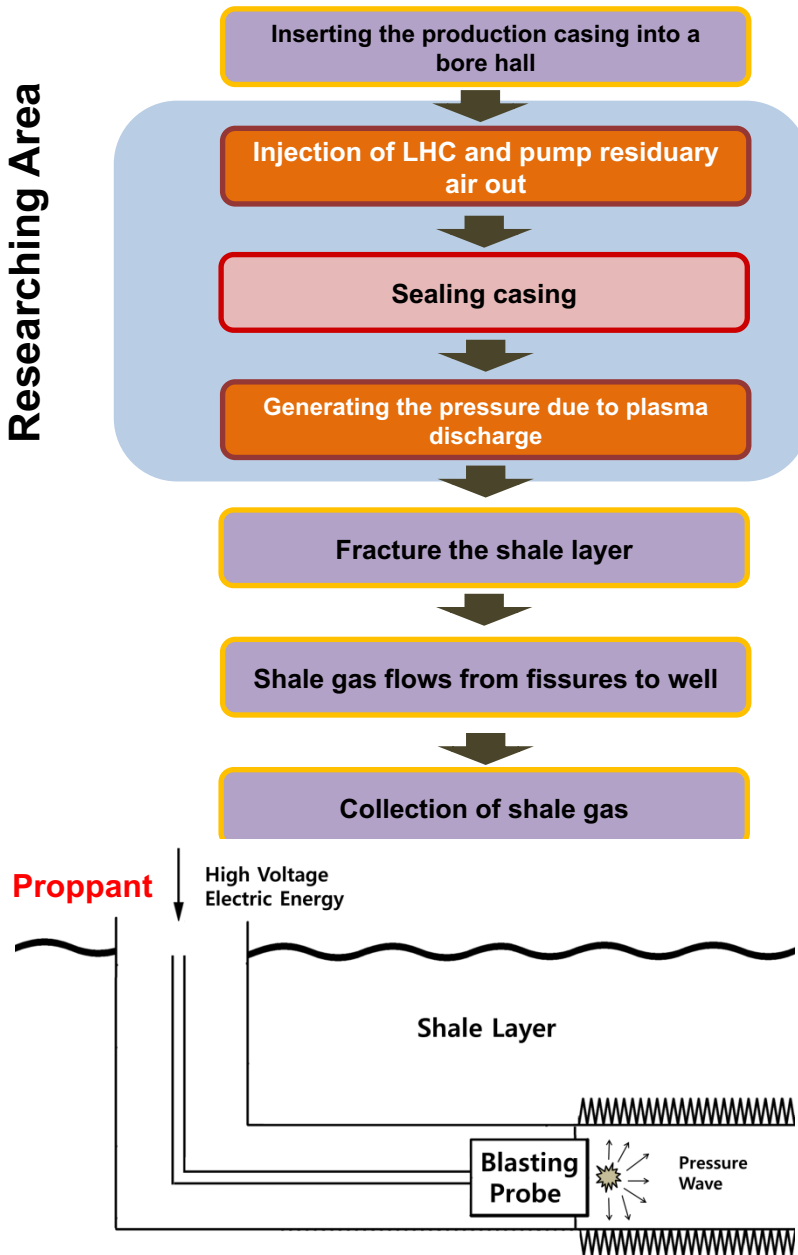 Researching Area
Inserting the production casing into a
bore hall
Injection of LHC and pump residuary
air out
Sealing casing
Generating the pressure due to plasma
discharge
Fracture the shale layer
Shale gas flows from fissures to well
Collection of shale gas
Proppant
High Voltage
Electric Energy
Shale Layer
Blasting
Probe
Pressure
Wave